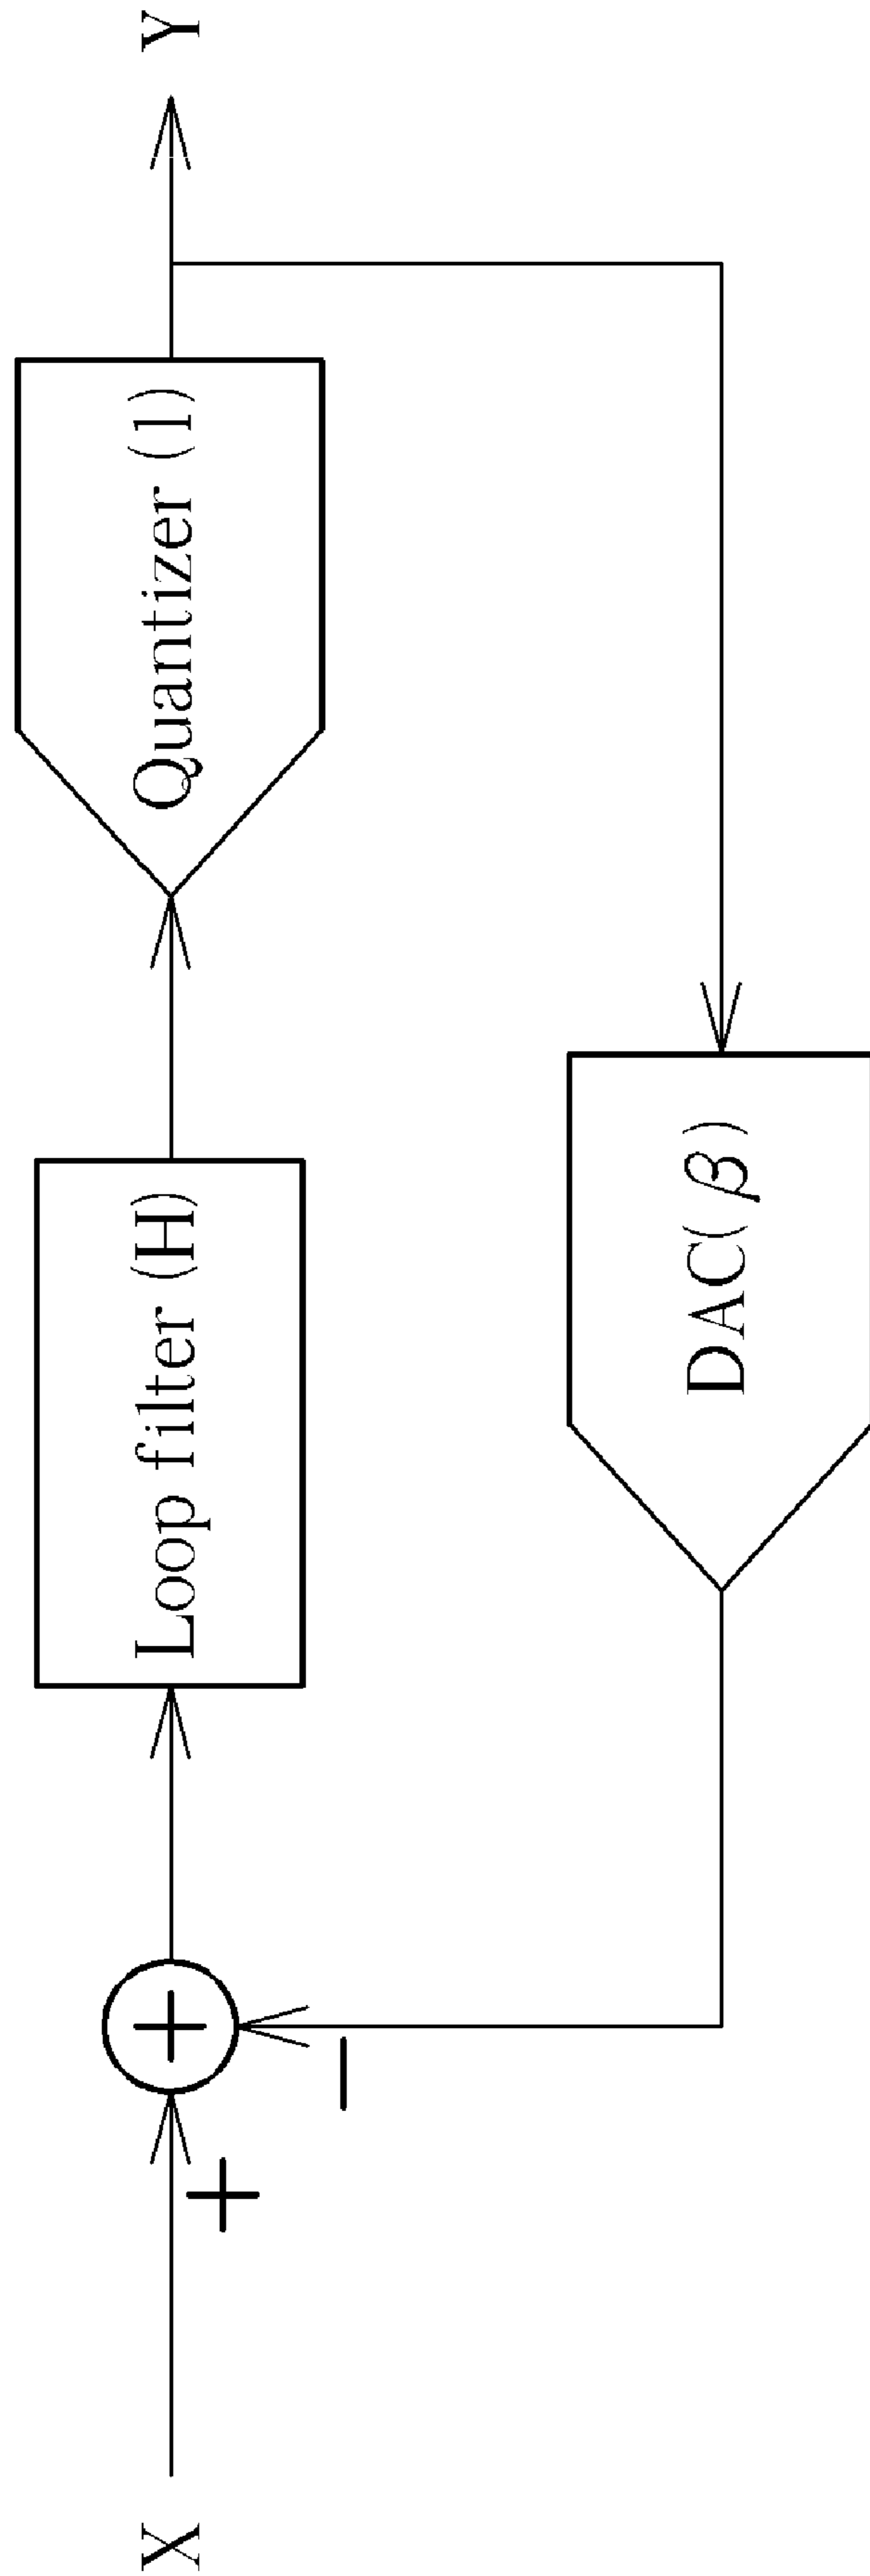 X
+
−
Loop filter (H)
Quantizer (1)
Y
DAC(β)